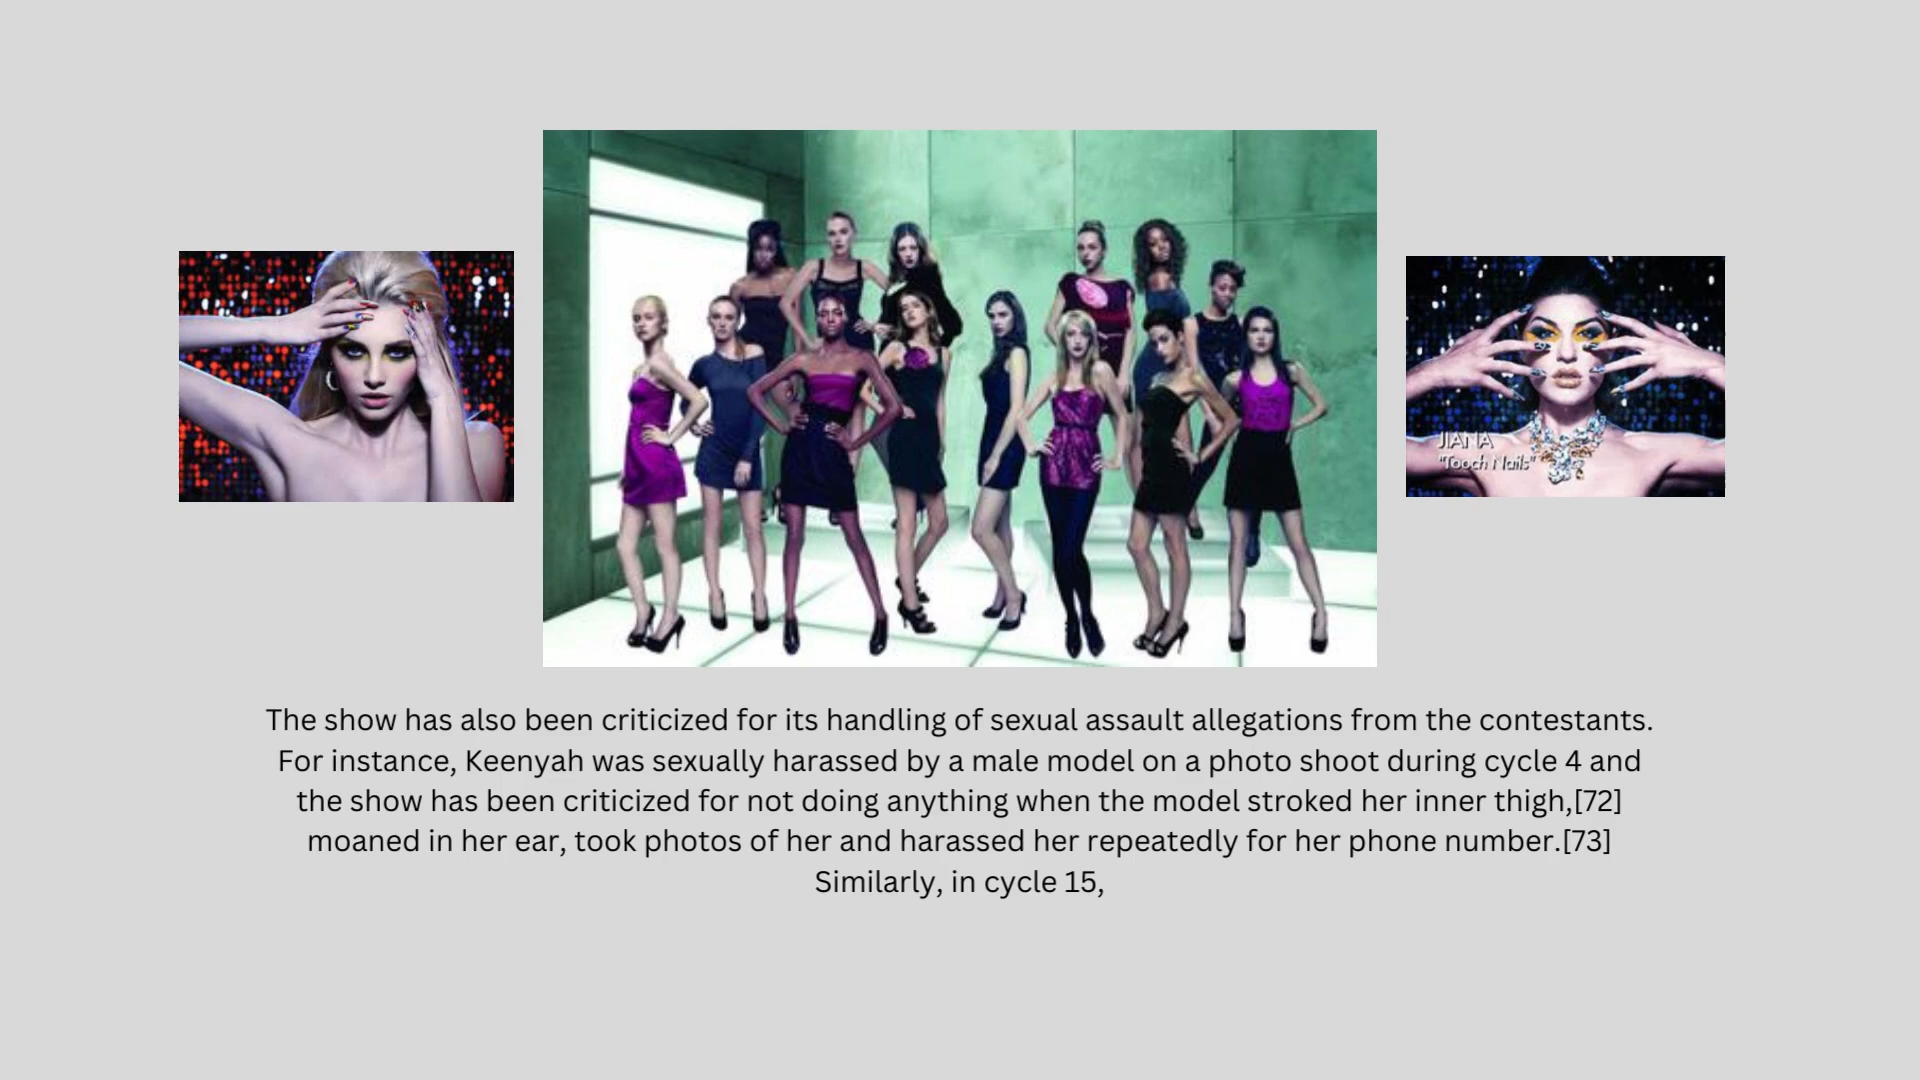 JIANA
"Tooch Nails"
The show has also been criticized for its handling of sexual assault allegations from the contestants.
For instance, Keenyah was sexually harassed by a male model on a photo shoot during cycle 4 and
the show has been criticized for not doing anything when the model stroked her inner thigh,[72]
moaned in her ear, took photos of her and harassed her repeatedly for her phone number.[73]
Similarly, in cycle 15,